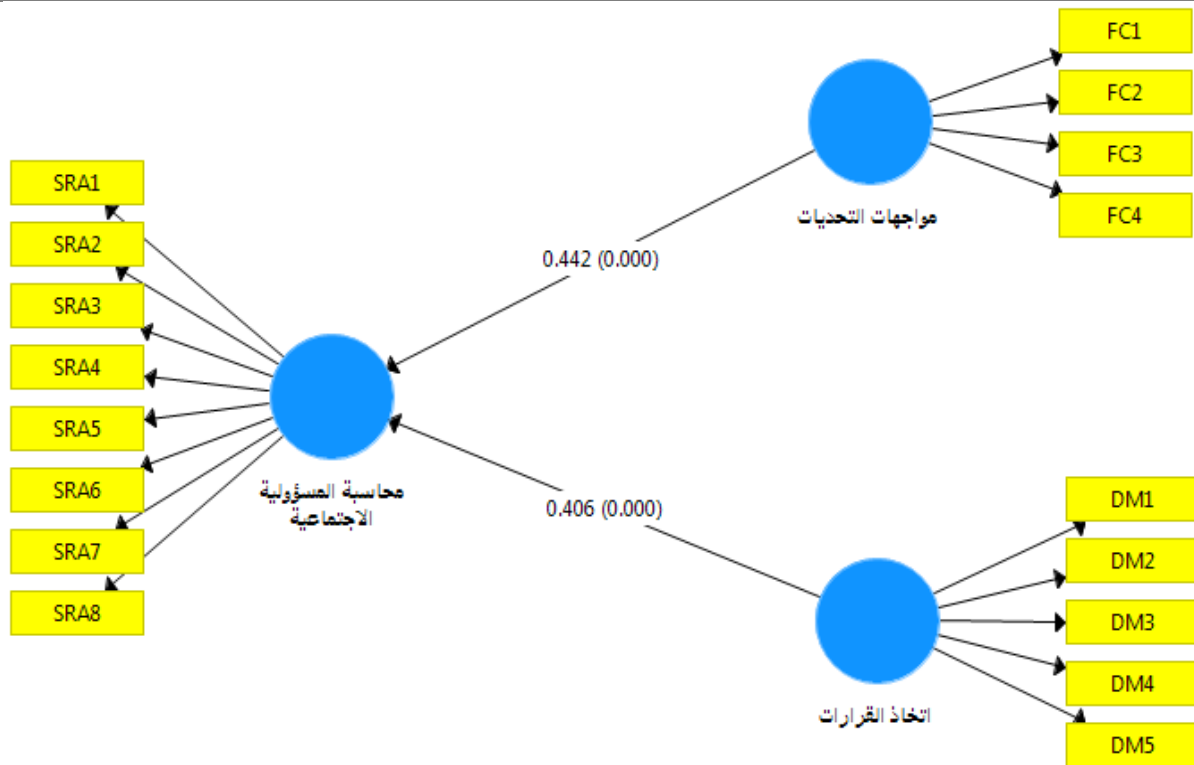 SRA1
SRA2
SRA3
SRA4
SRA5
SRA6
SRA7
SRA8
محاسبة المسؤولية
الاجتماعية
0.442 (0.000)
0.406 (0.000)
مواجهات التحديات
FC1
FC2
FC3
FC4
اتخاذ القرارات
DM1
DM2
DM3
DM4
DM5